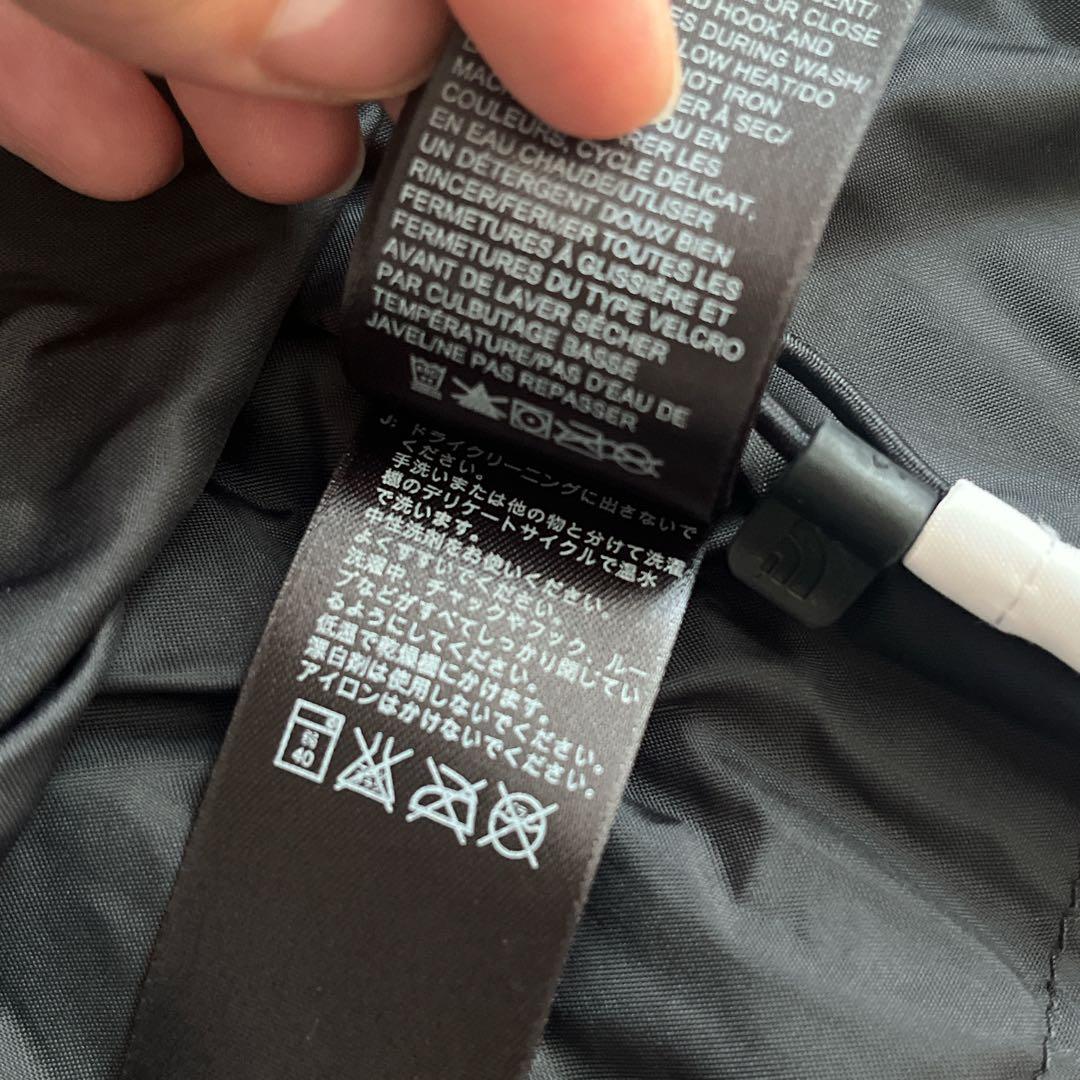 OR CLOSE
HOOK AND
DURING WASH/
LOW HEAT/DO
NOT IRON
À SEC/
OU EN
COULEURS, CYCLE DÉLICAT,
EN EAU CHAUDE/UTLISER
UN DÉTERGENT DOUX/ BIEN
RINCER/FERMER TOUTES LES
FERMETURES À GLISSIÈRE ET
FERMETURES DU TYPE VELCRO
AVANT DE LAVER SÉCHER
PAR CULBUTAGE BASSE
TEMPÉRATURE/PAS D'EAU DE
JAVEL/NE PAS REPASSER
J: ドライクリーニングに出さないで
ください。
手洗いまたは他の物と分けて洗濯
機のデリケートサイクルで温水
で洗います。
中性洗剤をお使いください。
よくすすいでください。
洗濯中、チャックやフック、ルー
プなどがすべてしっかり閉じてい
るようにしてください。
低温で乾燥機にかけます。
漂白剤は使用しないでください。
アイロンはかけないでください。
40